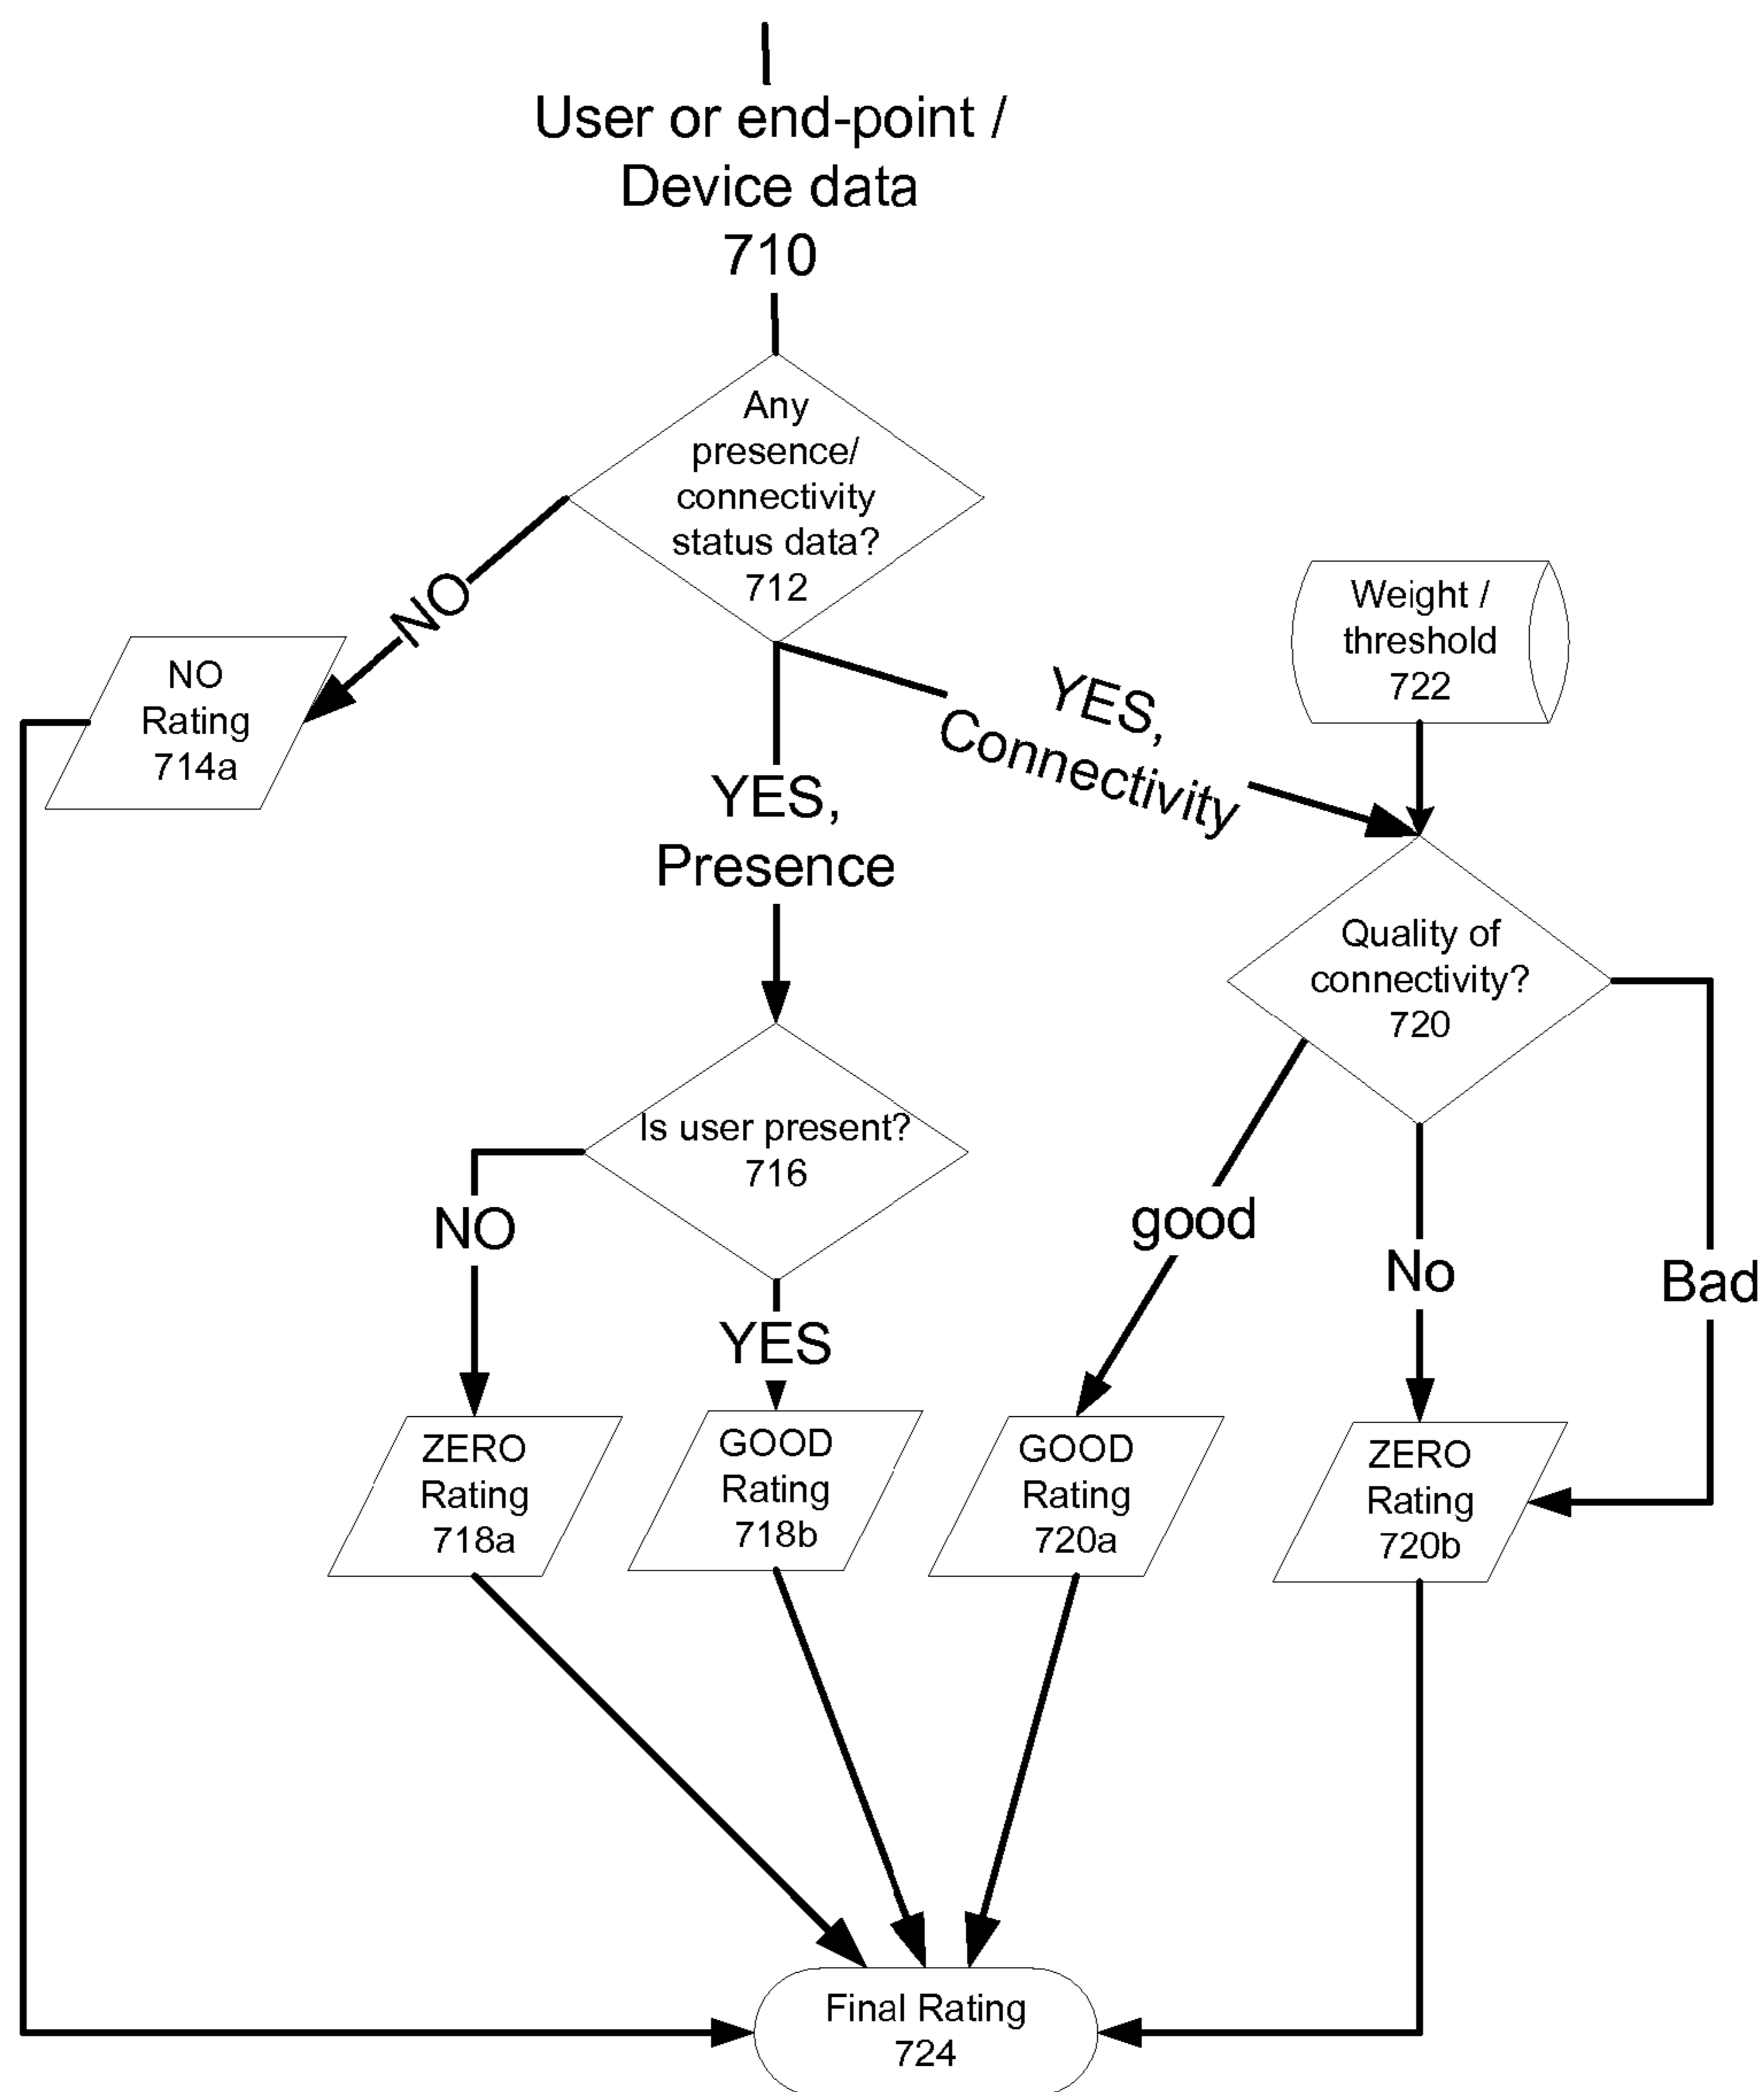 User or end-point /
Device data
710
Any
presence/
connectivity
status data?
712
NO
NO
Rating
714a
YES,
Connectivity
Weight /
threshold
722
YES,
Presence
Quality of
connectivity?
720
Is user present?
716
NO
YES
good
No
Bad
ZERO
Rating
718a
GOOD
Rating
718b
GOOD
Rating
720a
ZERO
Rating
720b
Final Rating
724